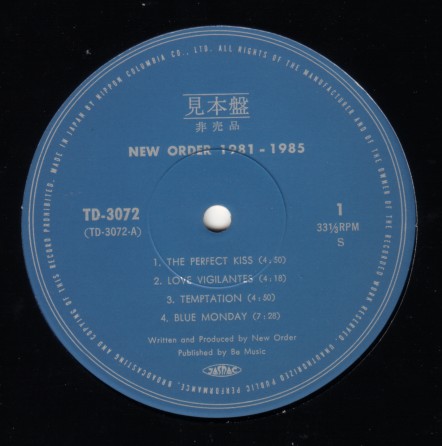 MADE IN JAPAN BY NIPPON COLUMBIA CO., LTD. ALL RIGHTS OF THE MANUFACTURER AND OF THE OWNER OF THE RECORDED WORK RESERVED. UNAUTHORIZED PUBLIC PERFORMANCE, BROADCASTING AND COPYING OF THIS RECORD PROHIBITED.
見本盤
非売品
NEW ORDER 1981-1985
TD-3072
(TD-3072-A)
1
33⅓RPM
S
1. THE PERFECT KISS (4;50)
2. LOVE VIGILANTES (4;18)
3. TEMPTATION (4;50)
4. BLUE MONDAY (7;28)
Written and Produced by New Order
Published by Be Music
JASRAC